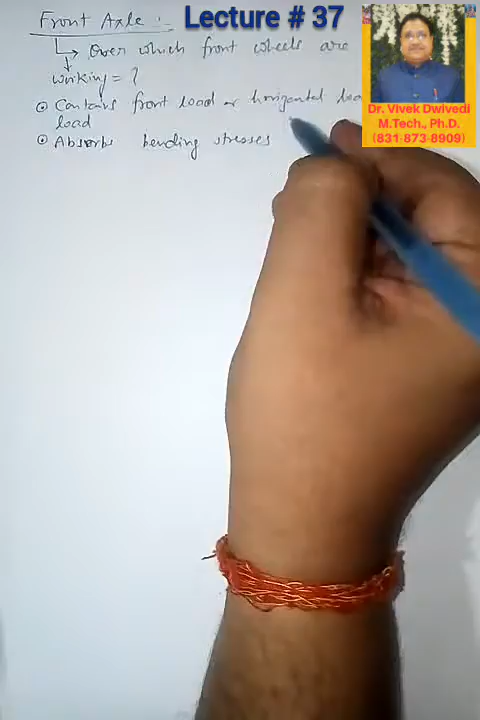 Lecture # 37
Front Axle :-
Over which front wheels are
working = ?
Contains front load or horizontal
load
Absorbs bending stresses
Dr. Vivek Dwivedi
M.Tech., Ph.D.
(831-873-8909)